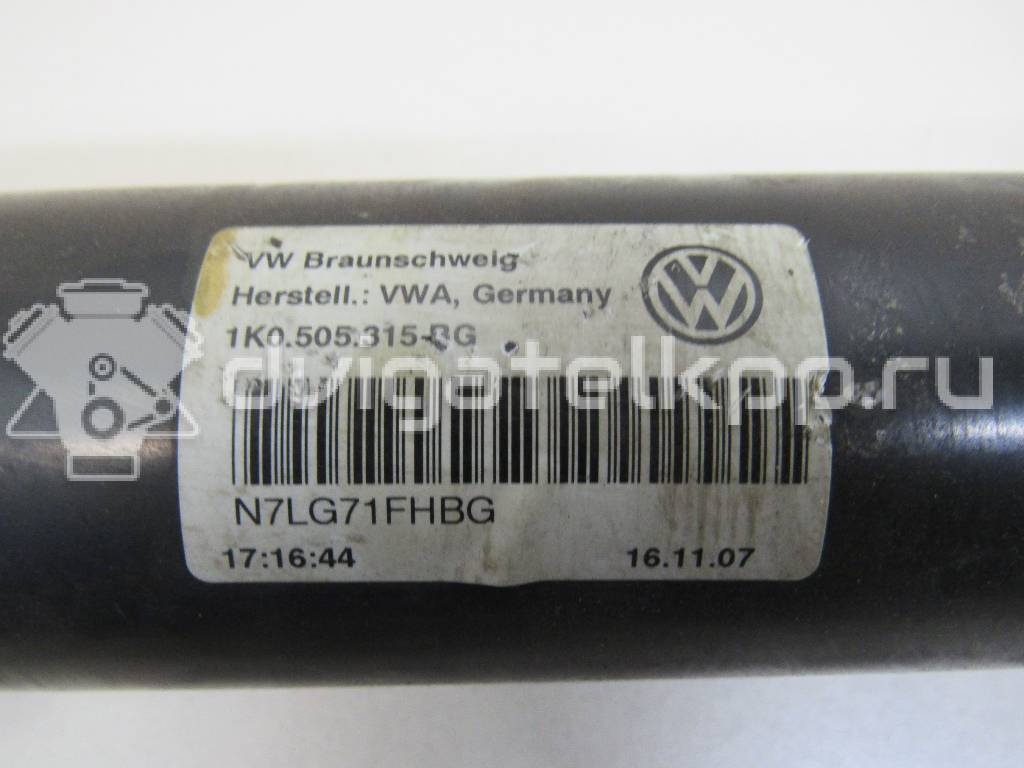 VW Braunschweig
Herstell.: VWA, Germany
1K0.505.315-BG
N7LG71FHBG
17:16:44 16.11.07
dvigatelkpp.ru